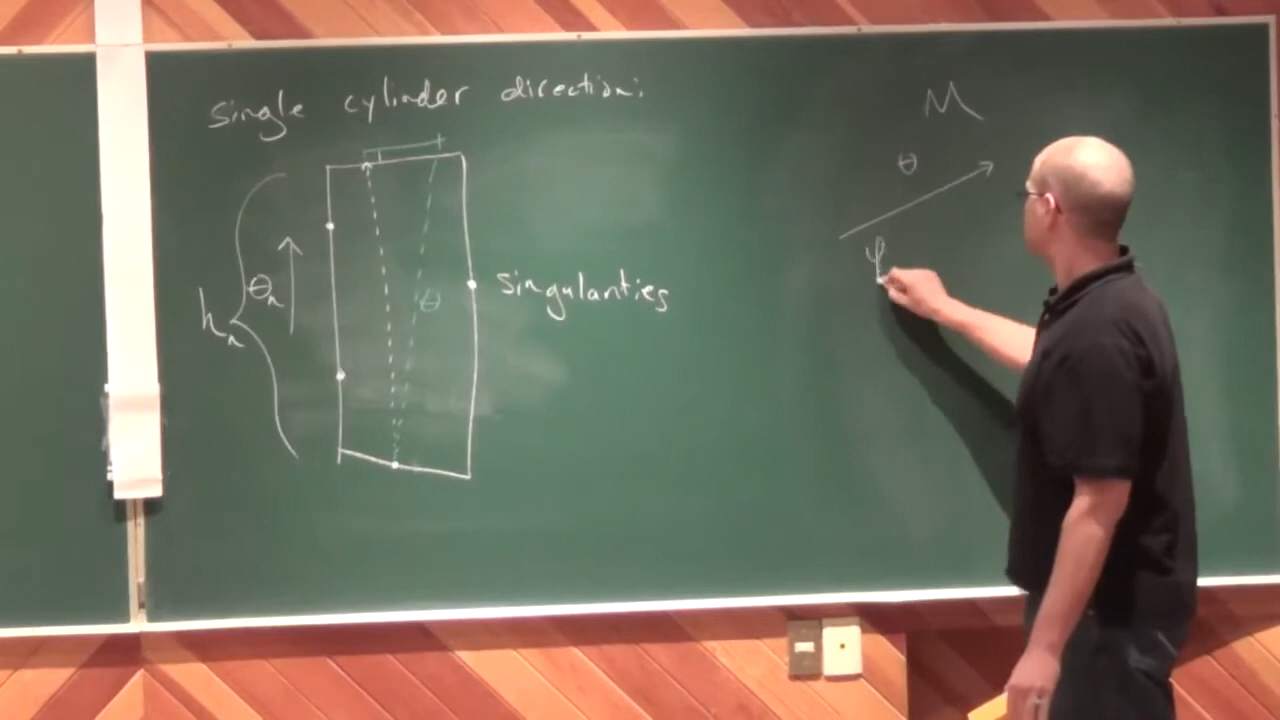 single cylinder direction:
θn
hn
θ
singularities
M
θ
φ